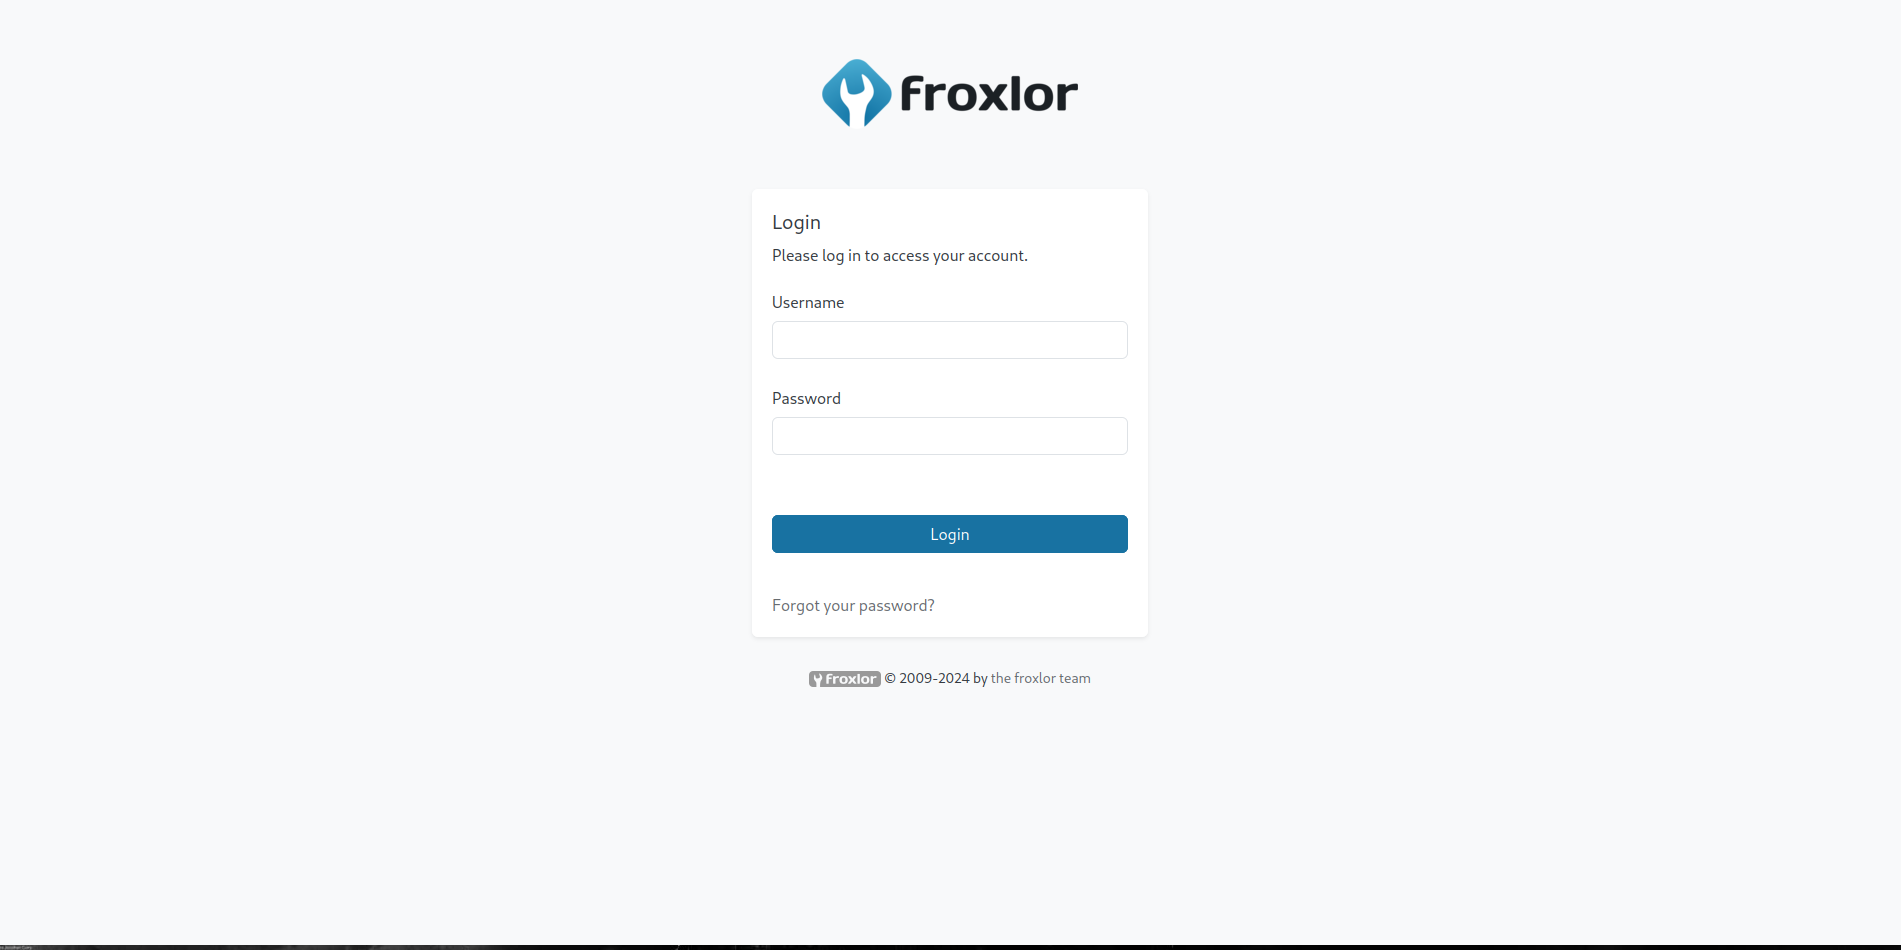 froxlor
Login
Please log in to access your account.
Username
Password
Login
Forgot your password?
froxlor © 2009-2024 by the froxlor team